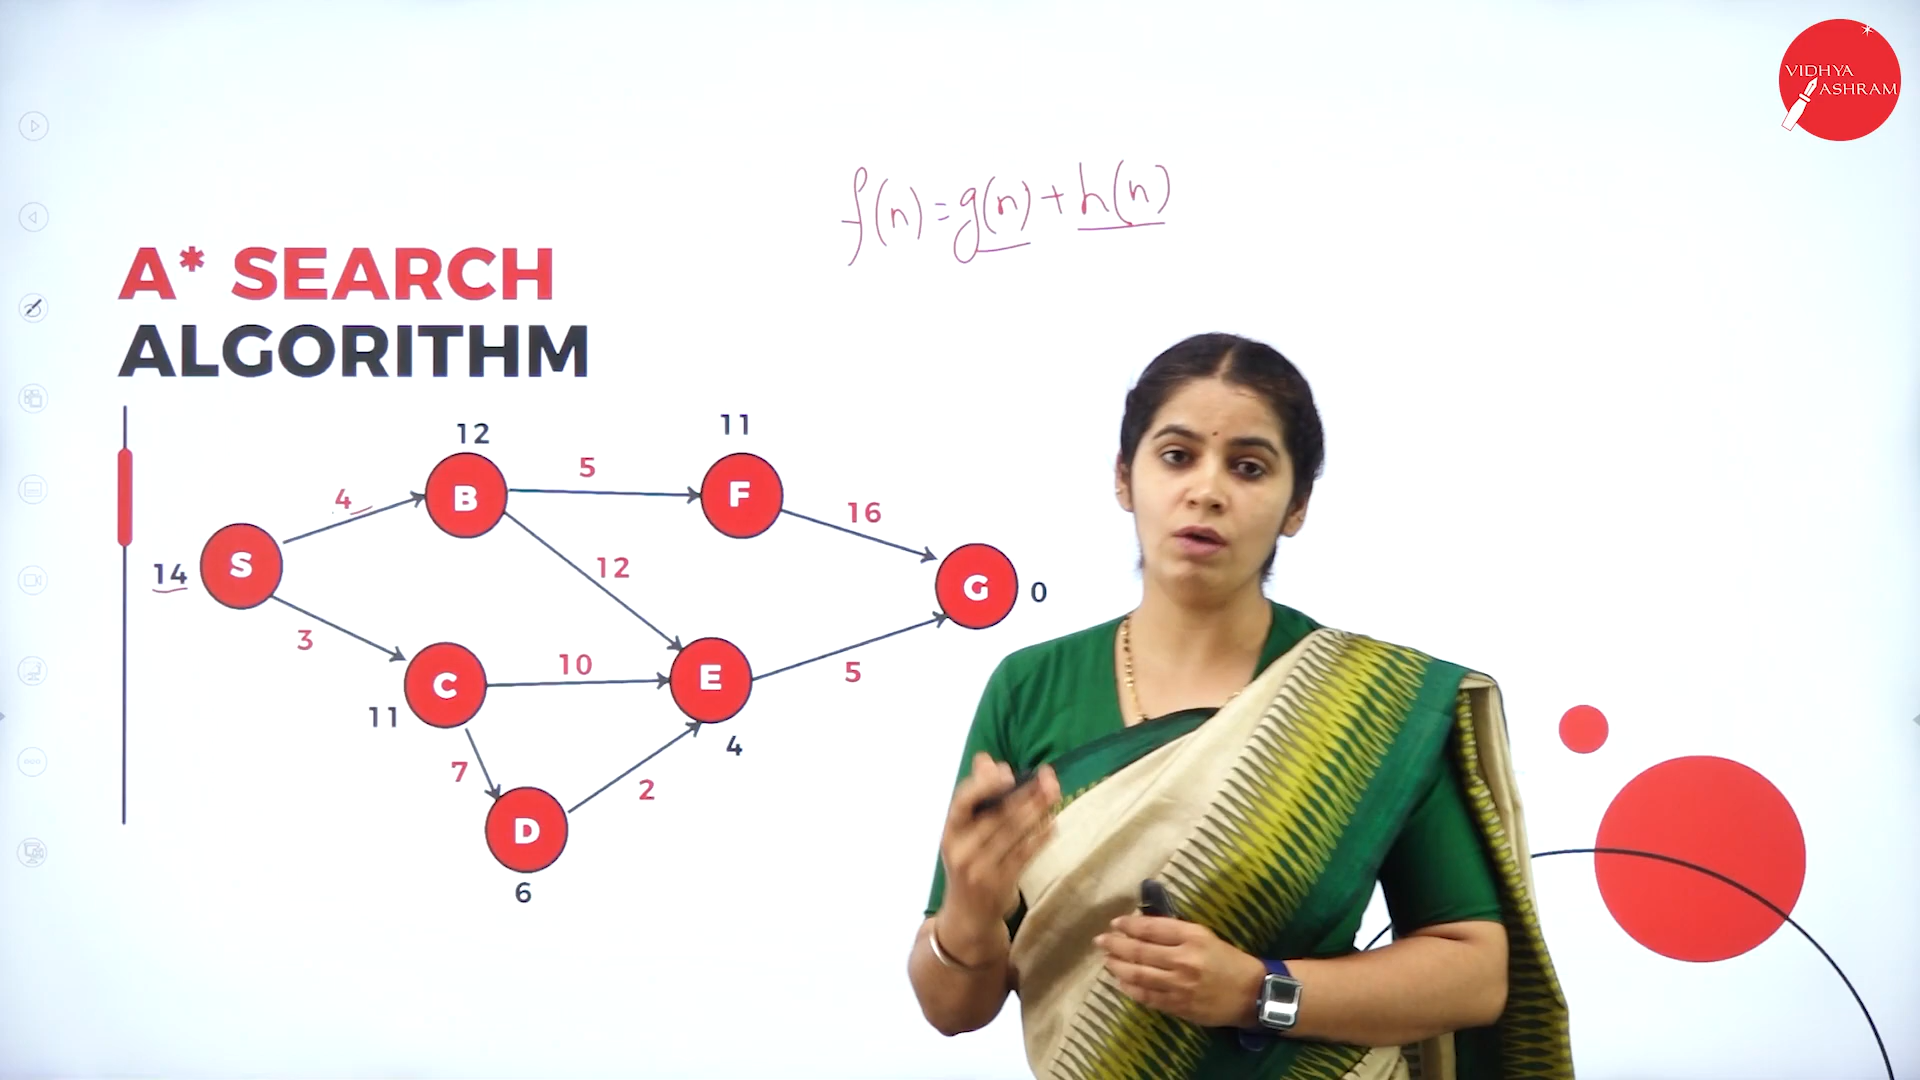 VIDHYA
ASHRAM
f(n) = g(n) + h(n)
A* SEARCH
ALGORITHM
12
11
B
5
F
4
16
S
12
14
G
0
3
10
E
5
C
11
4
7
2
D
6